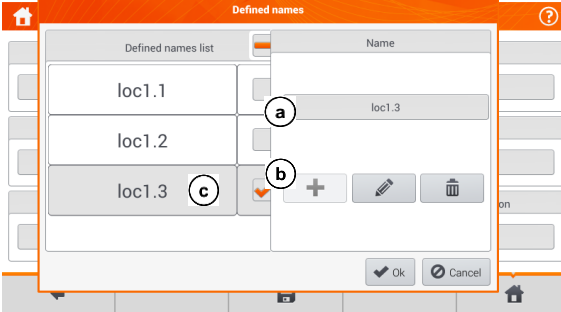 Defined names
?
Defined names list
Name
loc1.1
a
loc1.3
loc1.2
b
loc1.3
c
on
Ok
Cancel